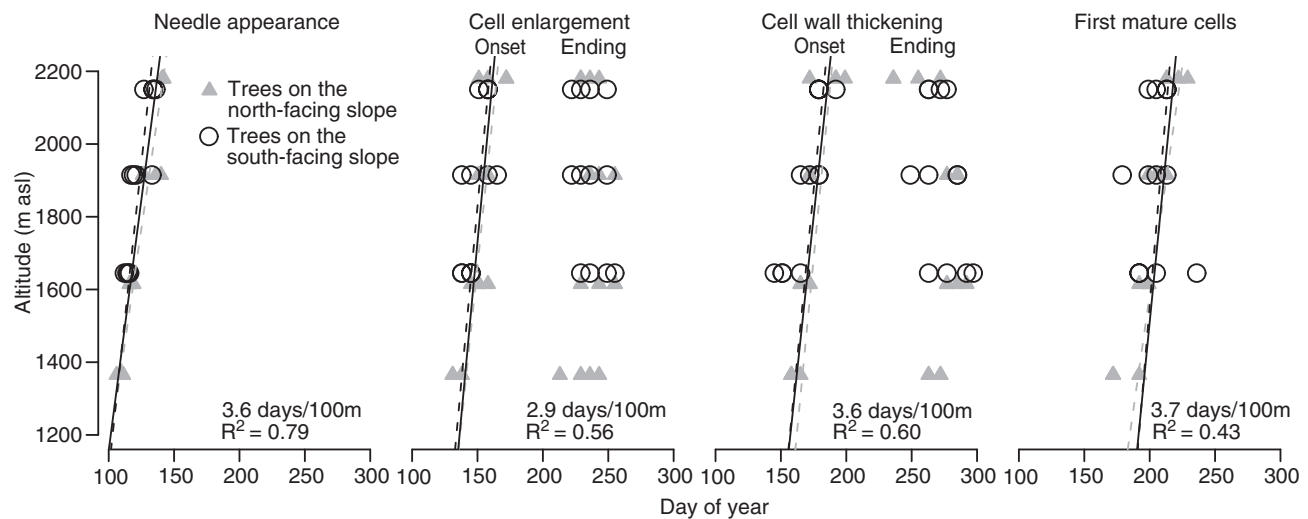 Needle appearance
Cell enlargement
Cell wall thickening
First mature cells
Onset
Ending
Onset
Ending
Altitude (m asl)
2200
2000
1800
1600
1400
1200
Trees on the
north-facing slope
Trees on the
south-facing slope
3.6 days/100m
R² = 0.79
2.9 days/100m
R² = 0.56
3.6 days/100m
R² = 0.60
3.7 days/100m
R² = 0.43
100 150 200 250 300
100 150 200 250 300
100 150 200 250 300
100 150 200 250 300
Day of year